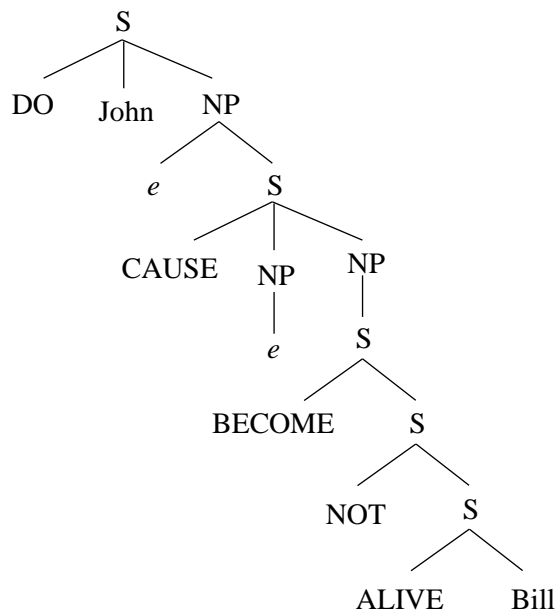 S
DO John NP
e S
CAUSE NP NP
e S
BECOME S
NOT S
ALIVE Bill